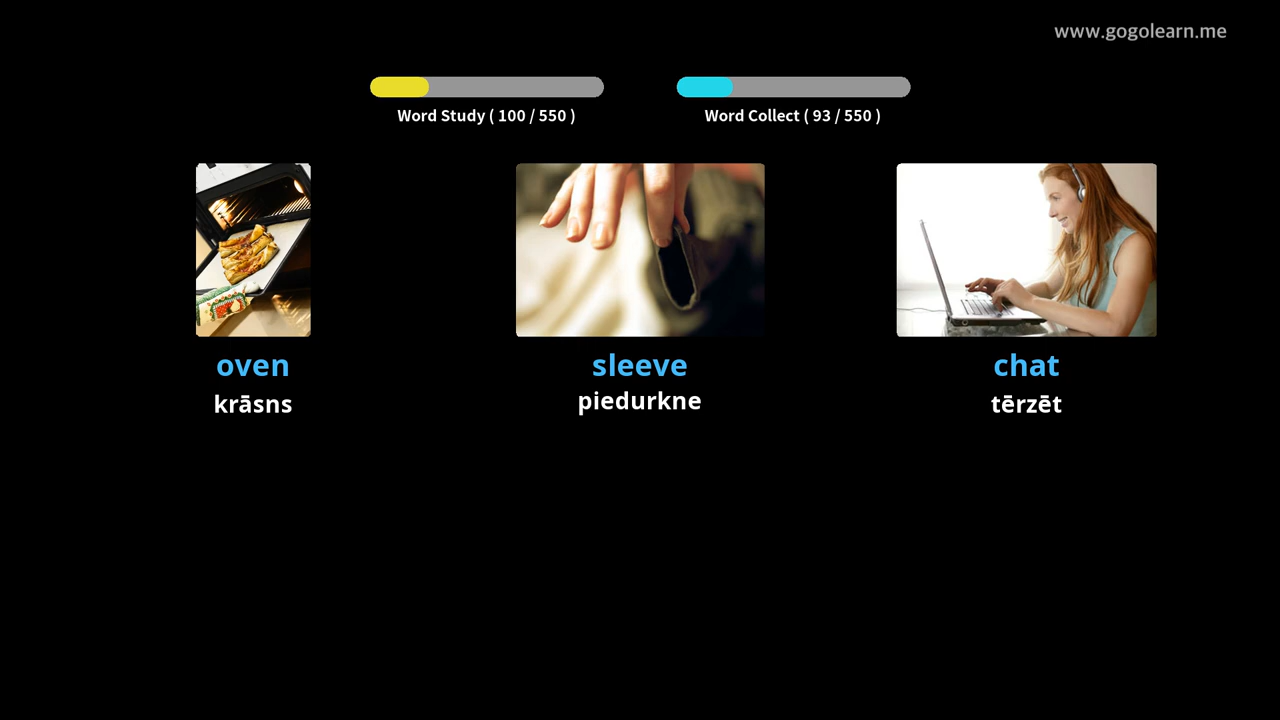 www.gogolearn.me
Word Study ( 100 / 550 )
Word Collect ( 93 / 550 )
oven
krāsns
sleeve
piedurkne
chat
tērzēt